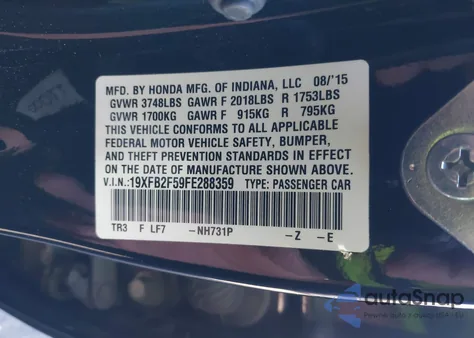 MFD. BY HONDA MFG. OF INDIANA, LLC 08/'15
GVWR 3748LBS GAWR F 2018LBS R 1753LBS
GVWR 1700KG GAWR F 915KG R 795KG
THIS VEHICLE CONFORMS TO ALL APPLICABLE
FEDERAL MOTOR VEHICLE SAFETY, BUMPER,
AND THEFT PREVENTION STANDARDS IN EFFECT
ON THE DATE OF MANUFACTURE SHOWN ABOVE.
V.I.N.:19XFB2F59FE288359 TYPE: PASSENGER CAR
TR3 F LF7 -NH731P -Z -E
autoSnap